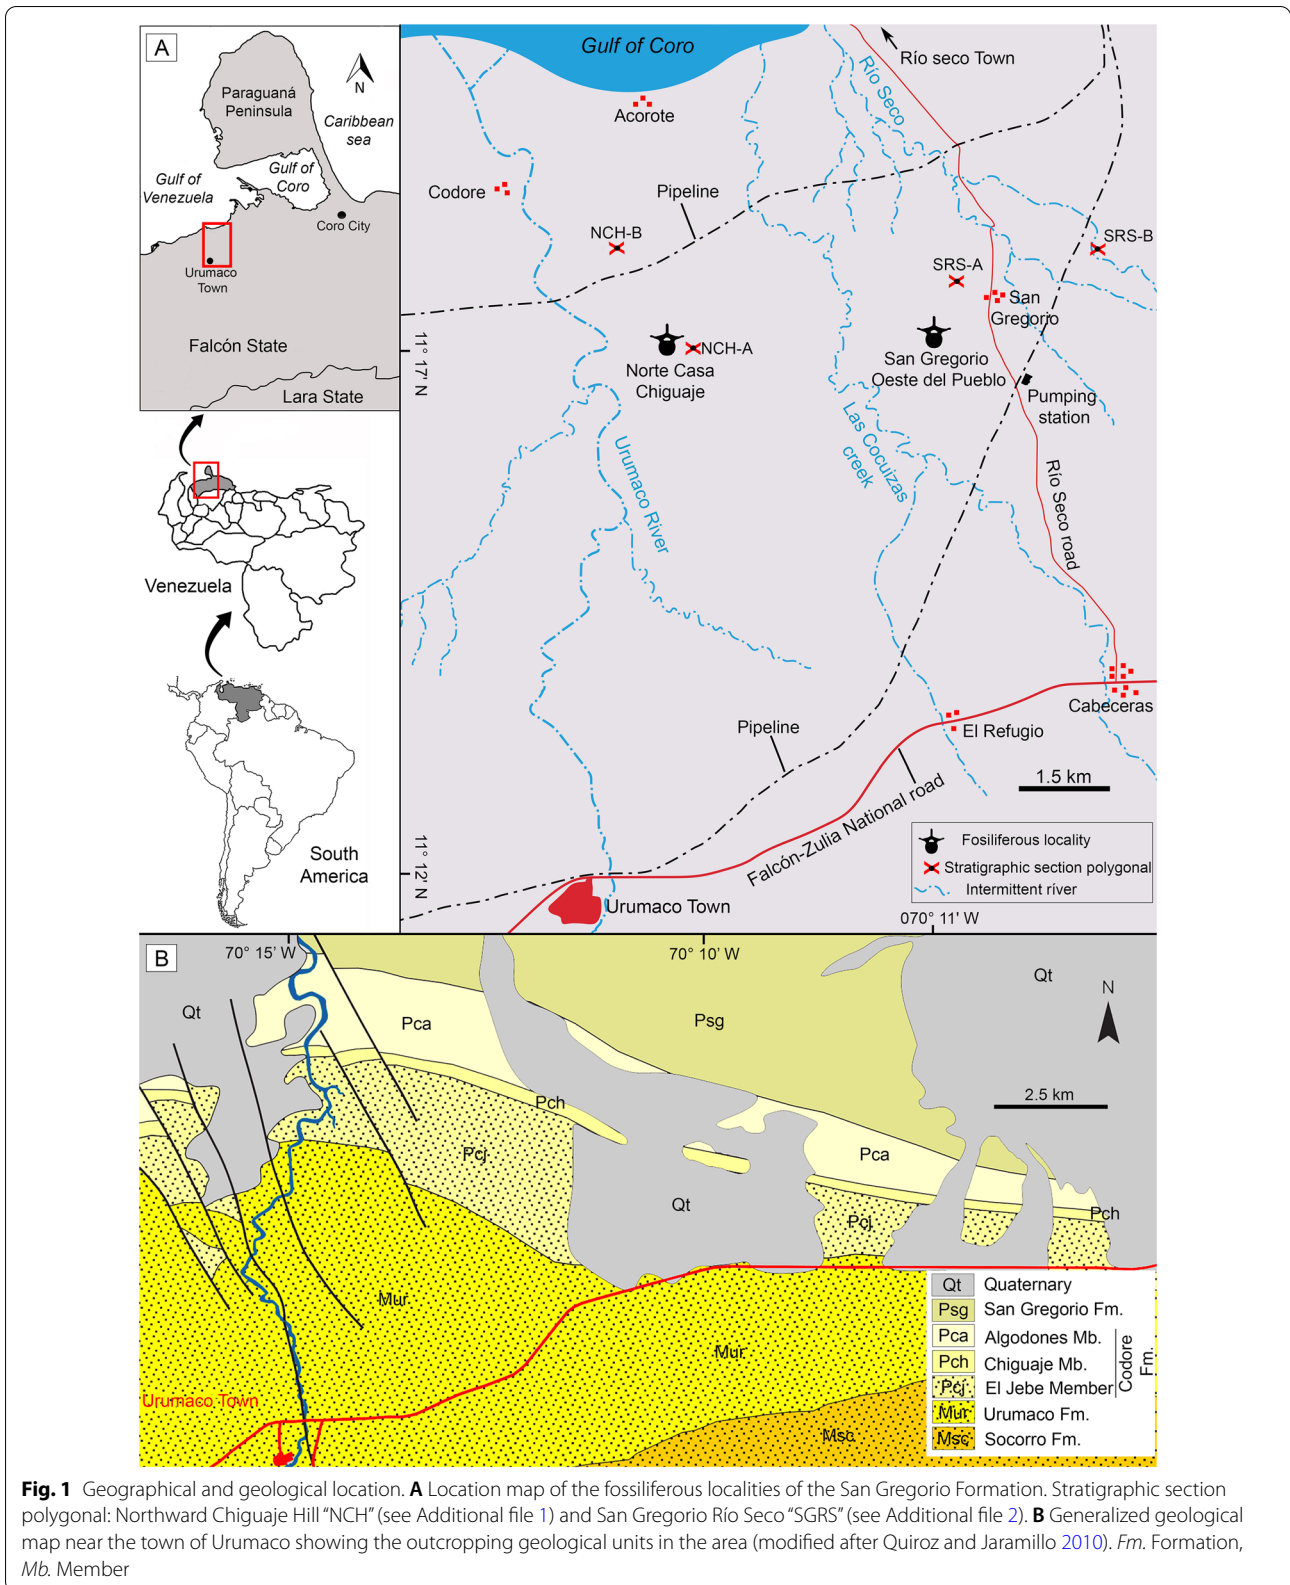 A
Paraguaná
Peninsula
N
Caribbean
sea
Gulf of
Coro
Gulf of
Venezuela
Coro City
Urumaco
Town
Falcón State
Lara State
Venezuela
South
America
Gulf of Coro
Río seco Town
Río Seco
Acorote
Codore
Pipeline
NCH-B
SRS-B
SRS-A
San
Gregorio
11° 17’ N
NCH-A
Norte Casa
Chiguaje
San Gregorio
Oeste del Pueblo
Pumping
station
Las Cocuizas
creek
Urumaco River
Río Seco road
Cabeceras
El Refugio
Pipeline
1.5 km
Falcón-Zulia National road
11° 12’ N
Urumaco Town
Fosiliferous locality
Stratigraphic section polygonal
Intermittent river
070° 11' W
B
70° 15’ W
70° 10’ W
Qt
Qt
Pca
Psg
N
2.5 km
Pch
Pcj
Pca
Qt
Pcj
Pch
Mur
Mur
Urumaco Town
Msc
Qt Quaternary
Psg San Gregorio Fm.
Pca Algodones Mb.
Pch Chiguaje Mb.
Pcj El Jebe Member
Codore
Fm.
Mur Urumaco Fm.
Msc Socorro Fm.
Fig. 1 Geographical and geological location. A Location map of the fossiliferous localities of the San Gregorio Formation. Stratigraphic section
polygonal: Northward Chiguaje Hill “NCH” (see Additional file 1) and San Gregorio Río Seco “SGRS” (see Additional file 2). B Generalized geological
map near the town of Urumaco showing the outcropping geological units in the area (modified after Quiroz and Jaramillo 2010). Fm. Formation,
Mb. Member